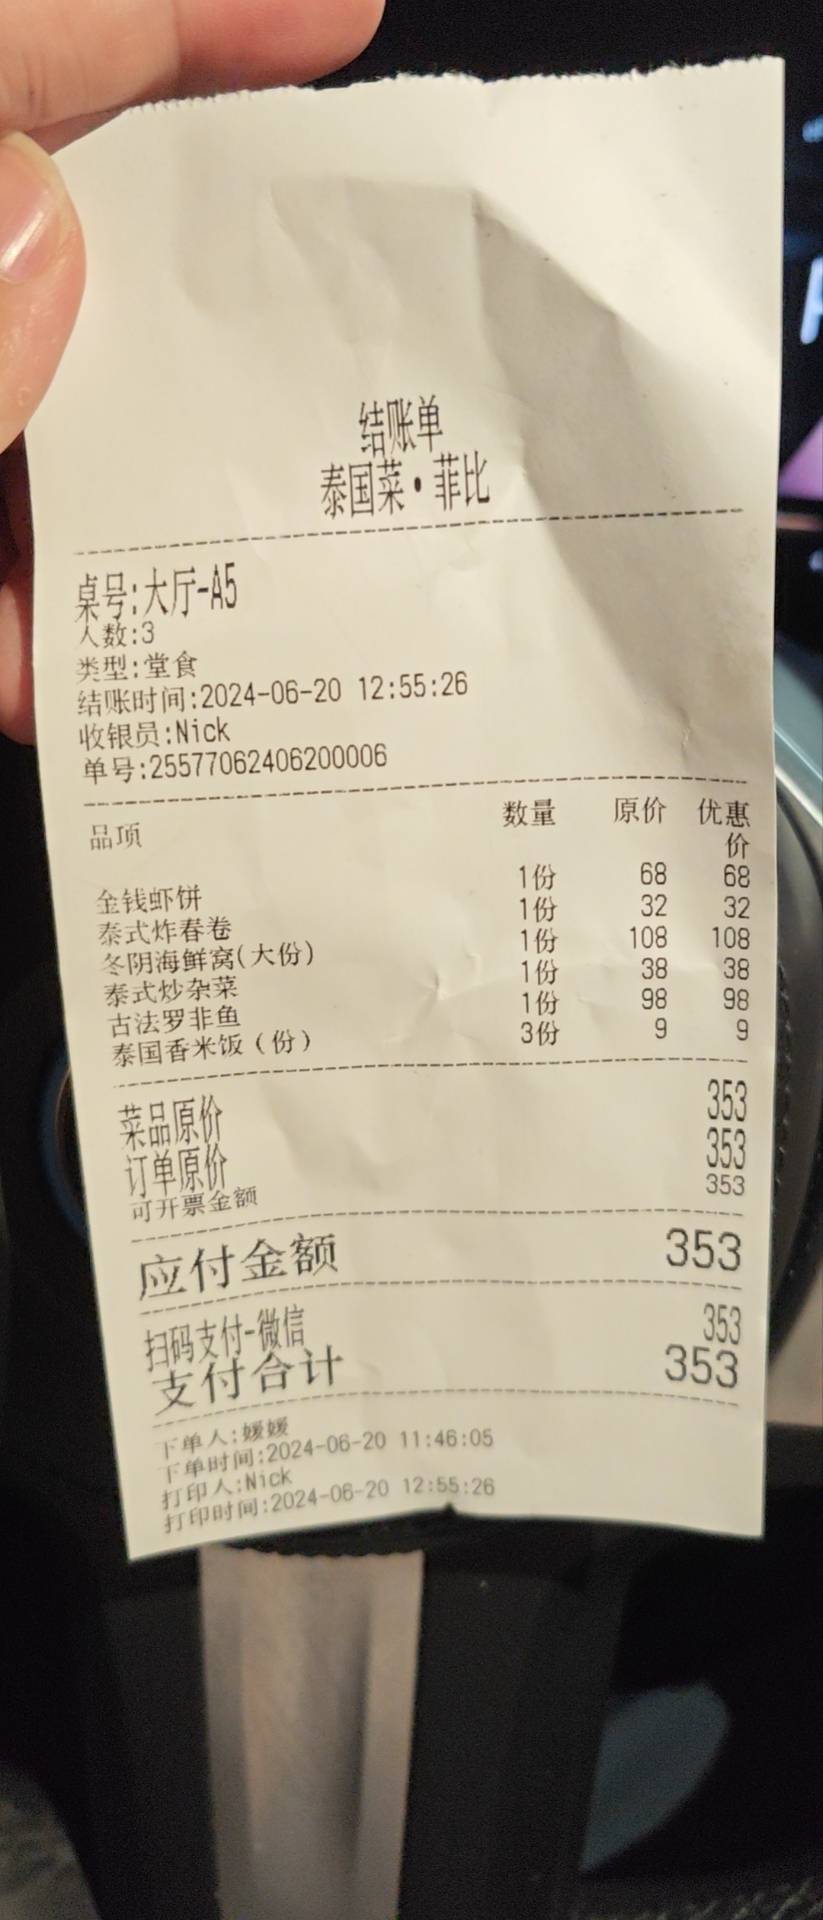 结账单
泰国菜·菲比
桌号:大厅-A5
人数:3
类型:堂食
结账时间:2024-06-20 12:55:26
收银员:Nick
单号:25577062406200006
品项 数量 原价 优惠价
金钱虾饼 1份 68 68
泰式炸春卷 1份 32 32
冬阴海鲜窝(大份) 1份 108 108
泰式炒杂菜 1份 38 38
古法罗非鱼 1份 98 98
泰国香米饭(份) 3份 9 9
菜品原价 353
订单原价 353
可开票金额 353
应付金额 353
扫码支付-微信 353
支付合计 353
下单人:媛媛
下单时间:2024-06-20 11:46:05
打印人:Nick
打印时间:2024-06-20 12:55:26